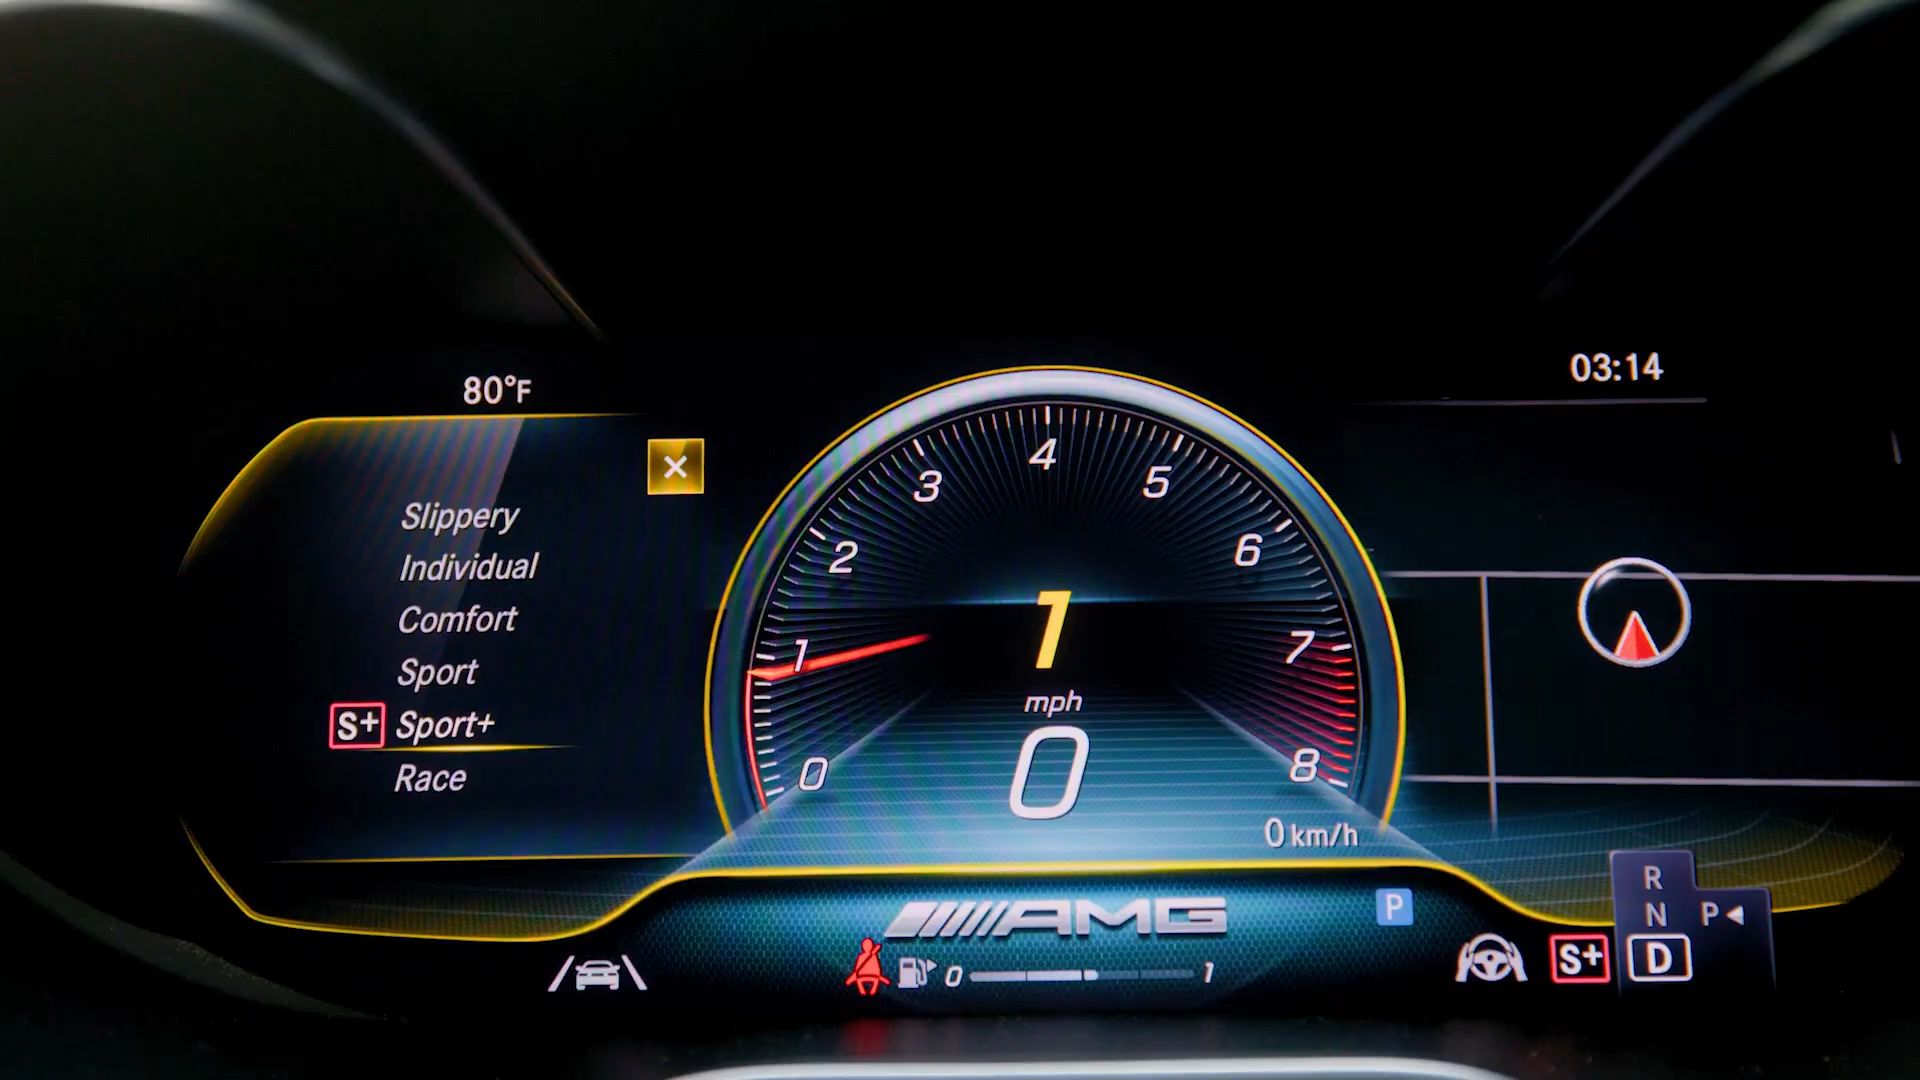 80°F
03:14
×
Slippery
Individual
Comfort
Sport
S+ Sport+
Race
0
1
2
3
4
5
6
7
8
1
mph
0
0 km/h
AMG
P
R
N P
S+ D
0 1